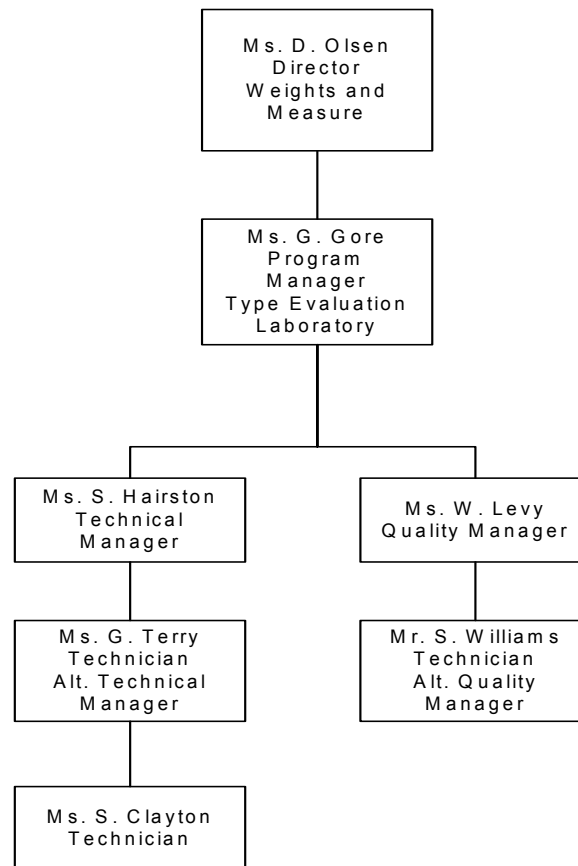 Ms. D. Olsen
Director
Weights and
Measure
Ms. G. Gore
Program
Manager
Type Evaluation
Laboratory
Ms. S. Hairston
Technical
Manager
Ms. W. Levy
Quality Manager
Ms. G. Terry
Technician
Alt. Technical
Manager
Mr. S. Williams
Technician
Alt. Quality
Manager
Ms. S. Clayton
Technician